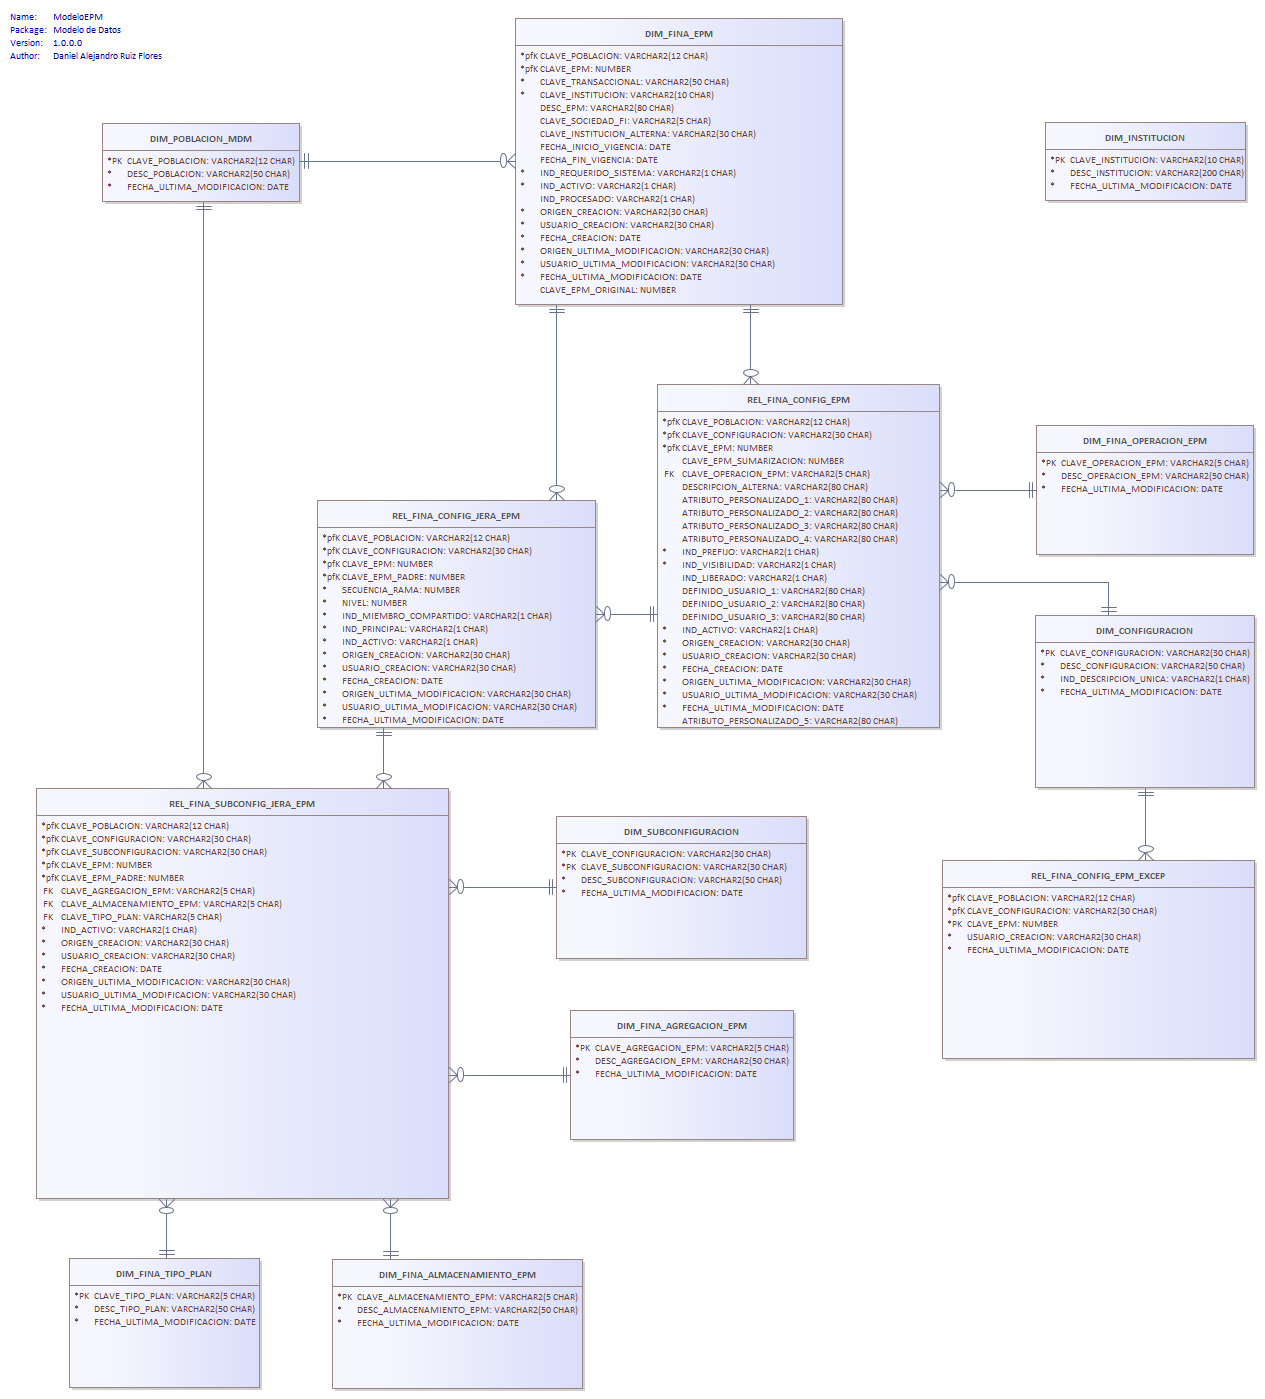 Name: ModeloEPM
Package: Modelo de Datos
Version: 1.0.0.0
Author: Daniel Alejandro Ruiz Flores
DIM_FINA_EPM
*pfK CLAVE_POBLACION: VARCHAR2(12 CHAR)
*pfK CLAVE_EPM: NUMBER
* CLAVE_TRANSACCIONAL: VARCHAR2(50 CHAR)
* CLAVE_INSTITUCION: VARCHAR2(10 CHAR)
DESC_EPM: VARCHAR2(80 CHAR)
CLAVE_SOCIEDAD_FI: VARCHAR2(5 CHAR)
CLAVE_INSTITUCION_ALTERNA: VARCHAR2(30 CHAR)
FECHA_INICIO_VIGENCIA: DATE
FECHA_FIN_VIGENCIA: DATE
* IND_REQUERIDO_SISTEMA: VARCHAR2(1 CHAR)
* IND_ACTIVO: VARCHAR2(1 CHAR)
IND_PROCESADO: VARCHAR2(1 CHAR)
* ORIGEN_CREACION: VARCHAR2(30 CHAR)
* USUARIO_CREACION: VARCHAR2(30 CHAR)
* FECHA_CREACION: DATE
* ORIGEN_ULTIMA_MODIFICACION: VARCHAR2(30 CHAR)
* USUARIO_ULTIMA_MODIFICACION: VARCHAR2(30 CHAR)
* FECHA_ULTIMA_MODIFICACION: DATE
CLAVE_EPM_ORIGINAL: NUMBER
DIM_POBLACION_MDM
*PK CLAVE_POBLACION: VARCHAR2(12 CHAR)
* DESC_POBLACION: VARCHAR2(50 CHAR)
* FECHA_ULTIMA_MODIFICACION: DATE
DIM_INSTITUCION
*PK CLAVE_INSTITUCION: VARCHAR2(10 CHAR)
* DESC_INSTITUCION: VARCHAR2(200 CHAR)
* FECHA_ULTIMA_MODIFICACION: DATE
REL_FINA_CONFIG_EPM
*pfK CLAVE_POBLACION: VARCHAR2(12 CHAR)
*pfK CLAVE_CONFIGURACION: VARCHAR2(30 CHAR)
*pfK CLAVE_EPM: NUMBER
CLAVE_EPM_SUMARIZACION: NUMBER
FK CLAVE_OPERACION_EPM: VARCHAR2(5 CHAR)
DESCRIPCION_ALTERNA: VARCHAR2(80 CHAR)
ATRIBUTO_PERSONALIZADO_1: VARCHAR2(80 CHAR)
ATRIBUTO_PERSONALIZADO_2: VARCHAR2(80 CHAR)
ATRIBUTO_PERSONALIZADO_3: VARCHAR2(80 CHAR)
ATRIBUTO_PERSONALIZADO_4: VARCHAR2(80 CHAR)
* IND_PREFIJO: VARCHAR2(1 CHAR)
* IND_VISIBILIDAD: VARCHAR2(1 CHAR)
IND_LIBERADO: VARCHAR2(1 CHAR)
DEFINIDO_USUARIO_1: VARCHAR2(80 CHAR)
DEFINIDO_USUARIO_2: VARCHAR2(80 CHAR)
DEFINIDO_USUARIO_3: VARCHAR2(80 CHAR)
* IND_ACTIVO: VARCHAR2(1 CHAR)
* ORIGEN_CREACION: VARCHAR2(30 CHAR)
* USUARIO_CREACION: VARCHAR2(30 CHAR)
* FECHA_CREACION: DATE
* ORIGEN_ULTIMA_MODIFICACION: VARCHAR2(30 CHAR)
* USUARIO_ULTIMA_MODIFICACION: VARCHAR2(30 CHAR)
* FECHA_ULTIMA_MODIFICACION: DATE
ATRIBUTO_PERSONALIZADO_5: VARCHAR2(80 CHAR)
DIM_FINA_OPERACION_EPM
*PK CLAVE_OPERACION_EPM: VARCHAR2(5 CHAR)
* DESC_OPERACION_EPM: VARCHAR2(50 CHAR)
* FECHA_ULTIMA_MODIFICACION: DATE
REL_FINA_CONFIG_JERA_EPM
*pfK CLAVE_POBLACION: VARCHAR2(12 CHAR)
*pfK CLAVE_CONFIGURACION: VARCHAR2(30 CHAR)
*pfK CLAVE_EPM: NUMBER
*pfK CLAVE_EPM_PADRE: NUMBER
* SECUENCIA_RAMA: NUMBER
* NIVEL: NUMBER
* IND_MIEMBRO_COMPARTIDO: VARCHAR2(1 CHAR)
* IND_PRINCIPAL: VARCHAR2(1 CHAR)
* IND_ACTIVO: VARCHAR2(1 CHAR)
* ORIGEN_CREACION: VARCHAR2(30 CHAR)
* USUARIO_CREACION: VARCHAR2(30 CHAR)
* FECHA_CREACION: DATE
* ORIGEN_ULTIMA_MODIFICACION: VARCHAR2(30 CHAR)
* USUARIO_ULTIMA_MODIFICACION: VARCHAR2(30 CHAR)
* FECHA_ULTIMA_MODIFICACION: DATE
DIM_CONFIGURACION
*PK CLAVE_CONFIGURACION: VARCHAR2(30 CHAR)
* DESC_CONFIGURACION: VARCHAR2(50 CHAR)
* IND_DESCRIPCION_UNICA: VARCHAR2(1 CHAR)
* FECHA_ULTIMA_MODIFICACION: DATE
REL_FINA_SUBCONFIG_JERA_EPM
*pfK CLAVE_POBLACION: VARCHAR2(12 CHAR)
*pfK CLAVE_CONFIGURACION: VARCHAR2(30 CHAR)
*pfK CLAVE_SUBCONFIGURACION: VARCHAR2(30 CHAR)
*pfK CLAVE_EPM: NUMBER
*pfK CLAVE_EPM_PADRE: NUMBER
FK CLAVE_AGREGACION_EPM: VARCHAR2(5 CHAR)
FK CLAVE_ALMACENAMIENTO_EPM: VARCHAR2(5 CHAR)
FK CLAVE_TIPO_PLAN: VARCHAR2(5 CHAR)
* IND_ACTIVO: VARCHAR2(1 CHAR)
* ORIGEN_CREACION: VARCHAR2(30 CHAR)
* USUARIO_CREACION: VARCHAR2(30 CHAR)
* FECHA_CREACION: DATE
* ORIGEN_ULTIMA_MODIFICACION: VARCHAR2(30 CHAR)
* USUARIO_ULTIMA_MODIFICACION: VARCHAR2(30 CHAR)
* FECHA_ULTIMA_MODIFICACION: DATE
DIM_SUBCONFIGURACION
*PK CLAVE_CONFIGURACION: VARCHAR2(30 CHAR)
*PK CLAVE_SUBCONFIGURACION: VARCHAR2(30 CHAR)
* DESC_SUBCONFIGURACION: VARCHAR2(50 CHAR)
* FECHA_ULTIMA_MODIFICACION: DATE
REL_FINA_CONFIG_EPM_EXCEP
*pfK CLAVE_POBLACION: VARCHAR2(12 CHAR)
*pfK CLAVE_CONFIGURACION: VARCHAR2(30 CHAR)
*PK CLAVE_EPM: NUMBER
* USUARIO_CREACION: VARCHAR2(30 CHAR)
* FECHA_ULTIMA_MODIFICACION: DATE
DIM_FINA_AGREGACION_EPM
*PK CLAVE_AGREGACION_EPM: VARCHAR2(5 CHAR)
* DESC_AGREGACION_EPM: VARCHAR2(50 CHAR)
* FECHA_ULTIMA_MODIFICACION: DATE
DIM_FINA_TIPO_PLAN
*PK CLAVE_TIPO_PLAN: VARCHAR2(5 CHAR)
* DESC_TIPO_PLAN: VARCHAR2(50 CHAR)
* FECHA_ULTIMA_MODIFICACION: DATE
DIM_FINA_ALMACENAMIENTO_EPM
*PK CLAVE_ALMACENAMIENTO_EPM: VARCHAR2(5 CHAR)
* DESC_ALMACENAMIENTO_EPM: VARCHAR2(50 CHAR)
* FECHA_ULTIMA_MODIFICACION: DATE